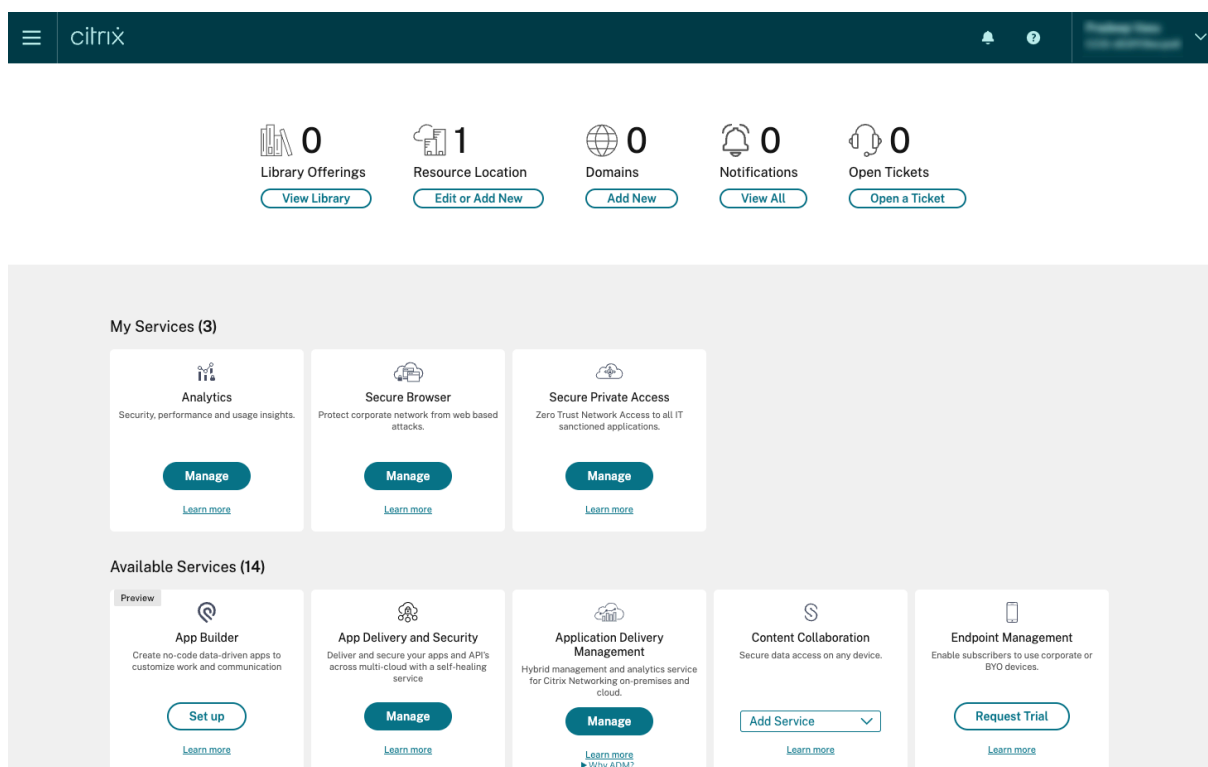 citrix
0
Library Offerings
View Library
1
Resource Location
Edit or Add New
0
Domains
Add New
0
Notifications
View All
0
Open Tickets
Open a Ticket
My Services (3)
Analytics
Security, performance and usage insights.
Manage
Learn more
Secure Browser
Protect corporate network from web based
attacks.
Manage
Learn more
Secure Private Access
Zero Trust Network Access to all IT
sanctioned applications.
Manage
Learn more
Available Services (14)
Preview
App Builder
Create no-code data-driven apps to
customize work and communication
Set up
Learn more
App Delivery and Security
Deliver and secure your apps and API's
across multi-cloud with a self-healing
service
Manage
Learn more
Application Delivery
Management
Hybrid management and analytics service
for Citrix Networking on-premises and
cloud.
Manage
Learn more
Why ADM?
Content Collaboration
Secure data access on any device.
Add Service
Learn more
Endpoint Management
Enable subscribers to use corporate or
BYO devices.
Request Trial
Learn more